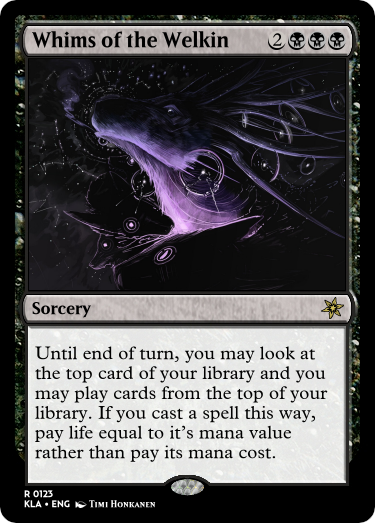 Whims of the Welkin 2
Sorcery
Until end of turn, you may look at
the top card of your library and you
may play cards from the top of your
library. If you cast a spell this way,
pay life equal to it's mana value
rather than pay its mana cost.
R 0123
KLA • ENG TIMI HONKANEN